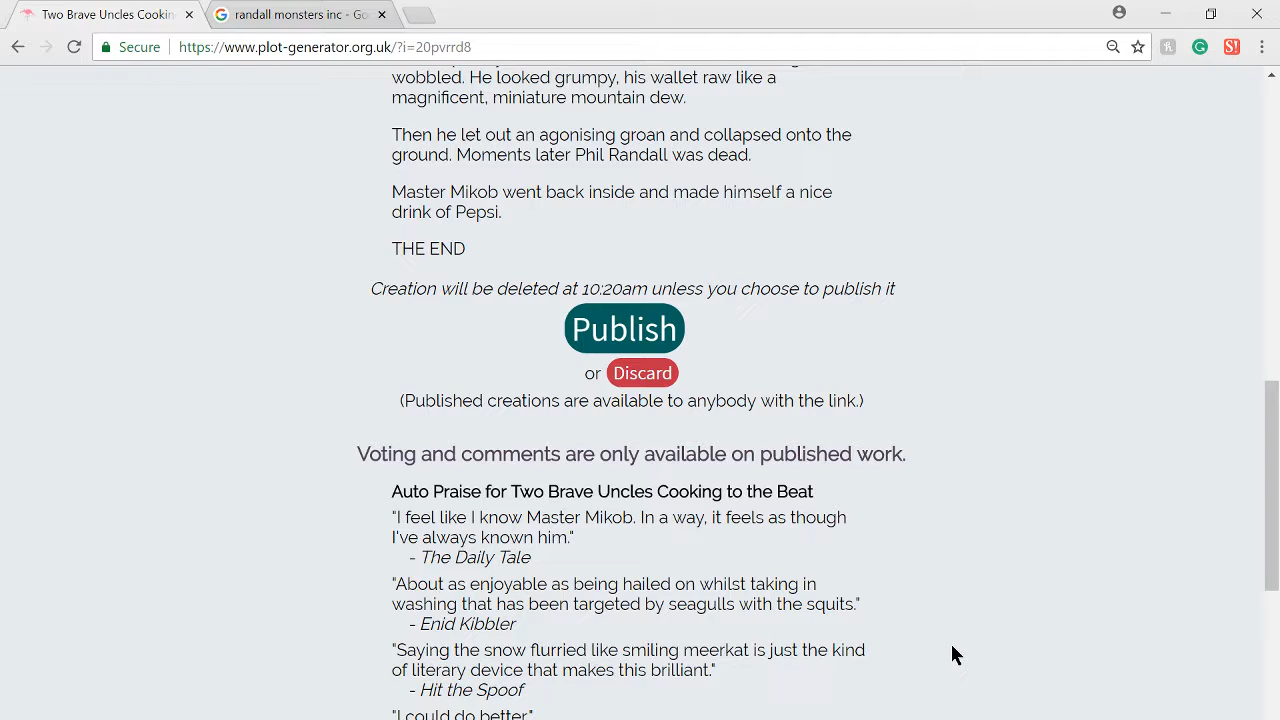 Two Brave Uncles Cookin
randall monsters inc - Go
Secure
https://www.plot-generator.org.uk/?i=20pvrrd8
wobbled. He looked grumpy, his wallet raw like a
magnificent, miniature mountain dew.
Then he let out an agonising groan and collapsed onto the
ground. Moments later Phil Randall was dead.
Master Mikob went back inside and made himself a nice
drink of Pepsi.
THE END
Creation will be deleted at 10:20am unless you choose to publish it
Publish
or Discard
(Published creations are available to anybody with the link.)
Voting and comments are only available on published work.
Auto Praise for Two Brave Uncles Cooking to the Beat
"I feel like I know Master Mikob. In a way, it feels as though
I've always known him."
- The Daily Tale
"About as enjoyable as being hailed on whilst taking in
washing that has been targeted by seagulls with the squits."
- Enid Kibbler
"Saying the snow flurried like smiling meerkat is just the kind
of literary device that makes this brilliant."
- Hit the Spoof
"I could do better."